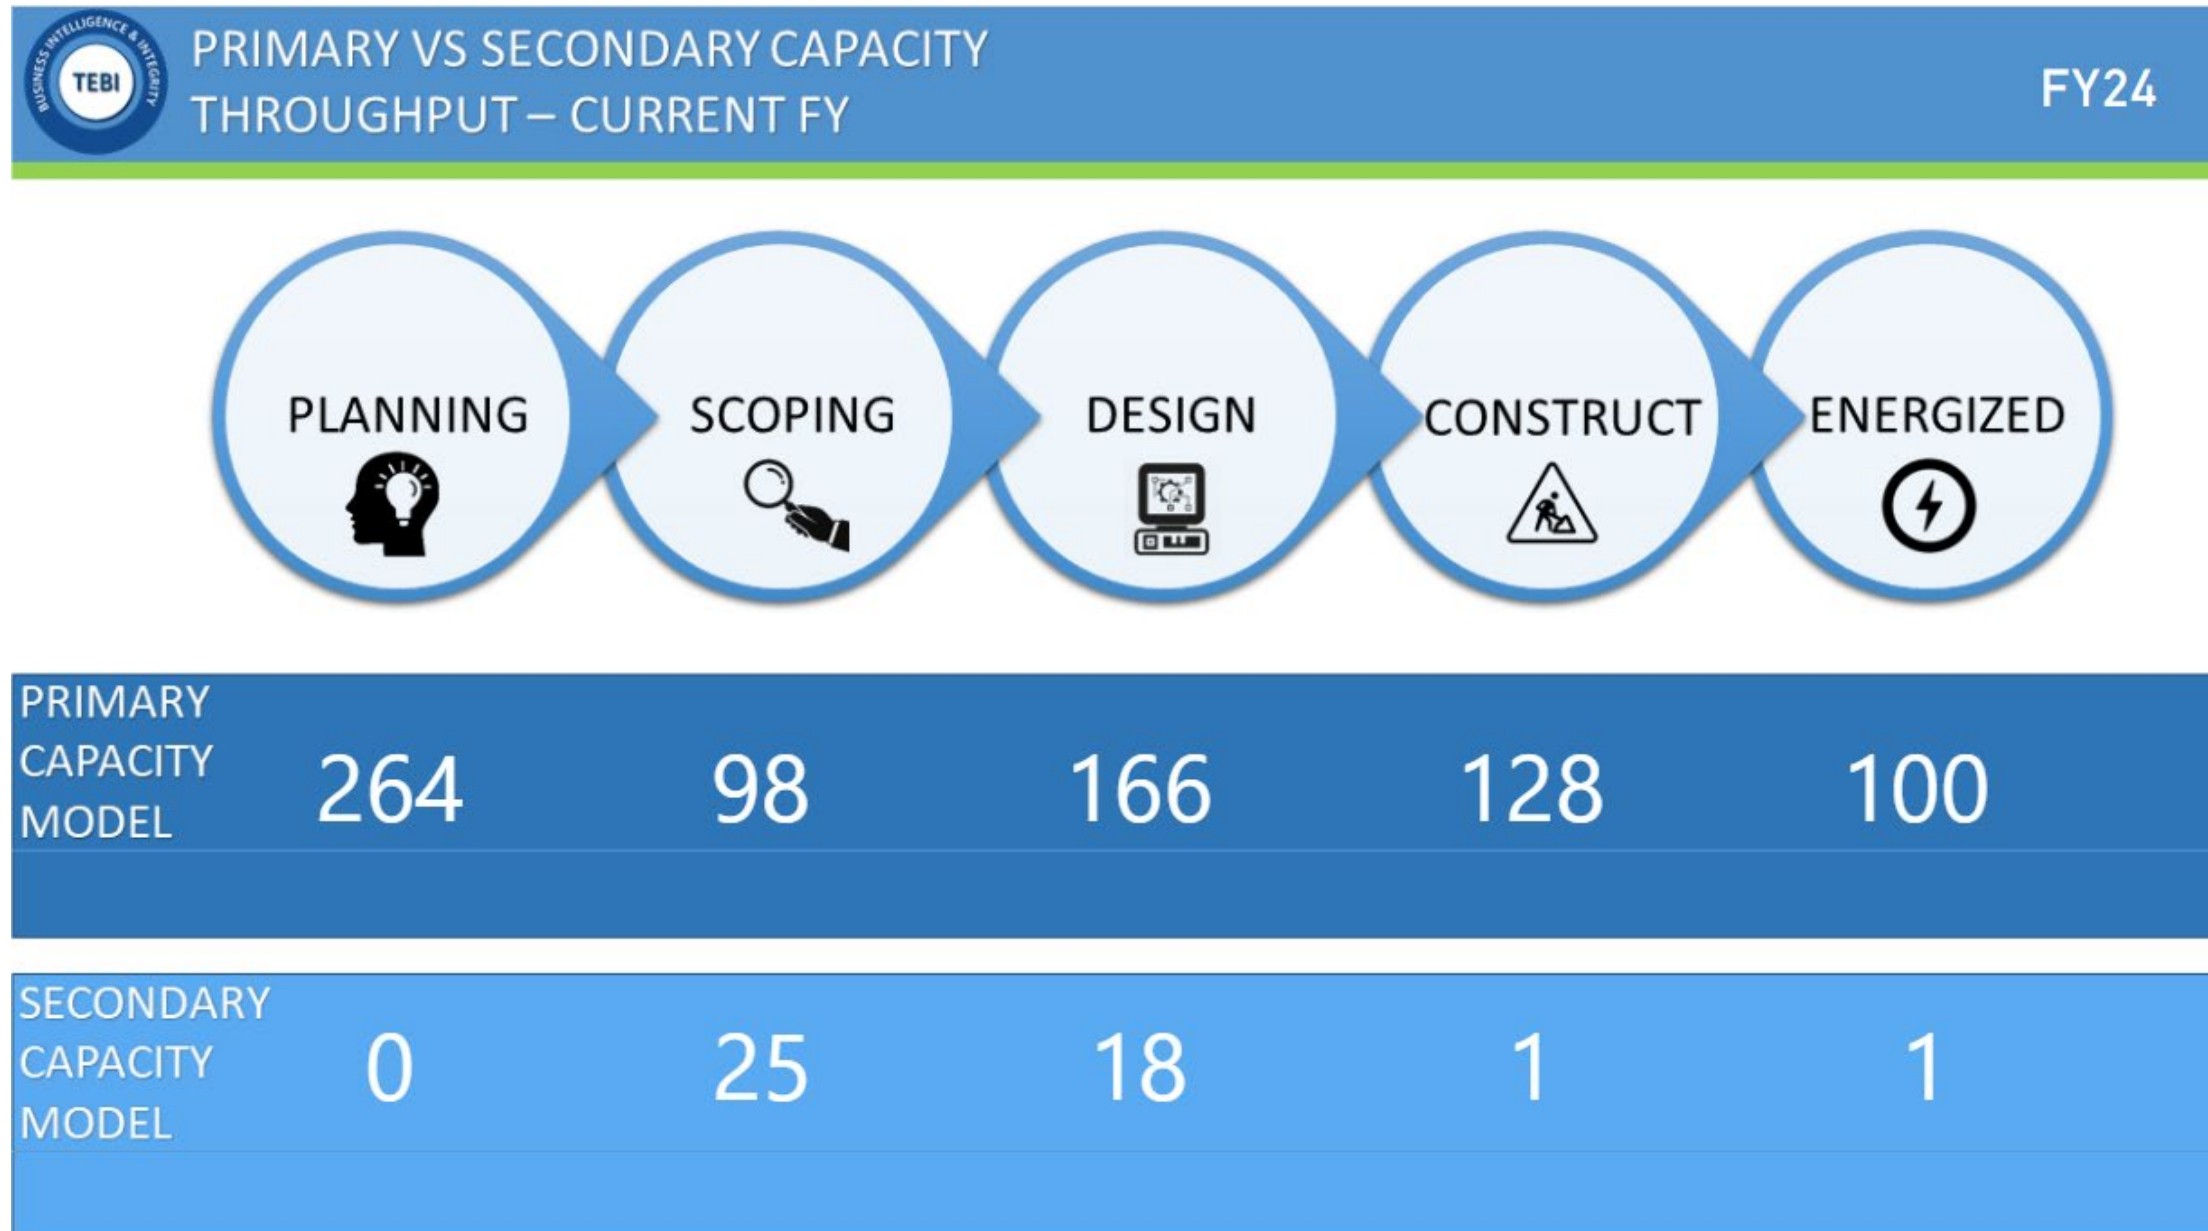 BUSINESS INTELLIGENCE & INTEGRITY
TEBI
PRIMARY VS SECONDARY CAPACITY
THROUGHPUT – CURRENT FY
FY24
PLANNING
SCOPING
DESIGN
CONSTRUCT
ENERGIZED
PRIMARY
CAPACITY
MODEL
264
98
166
128
100
SECONDARY
CAPACITY
MODEL
0
25
18
1
1